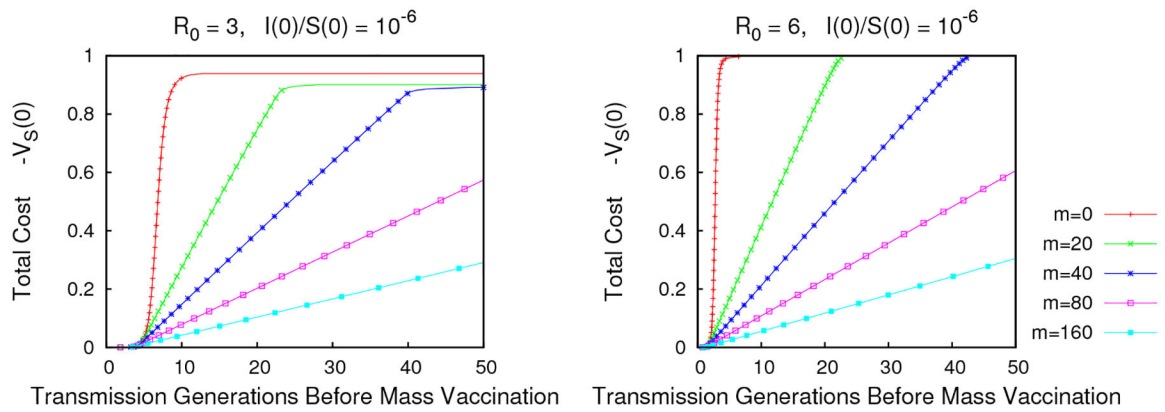 R₀ = 3, I(0)/S(0) = 10⁻⁶
Total Cost -V_S(0)
1
0.8
0.6
0.4
0.2
0
0 10 20 30 40 50
Transmission Generations Before Mass Vaccination
R₀ = 6, I(0)/S(0) = 10⁻⁶
Total Cost -V_S(0)
1
0.8
0.6
0.4
0.2
0
0 10 20 30 40 50
Transmission Generations Before Mass Vaccination
m=0
m=20
m=40
m=80
m=160